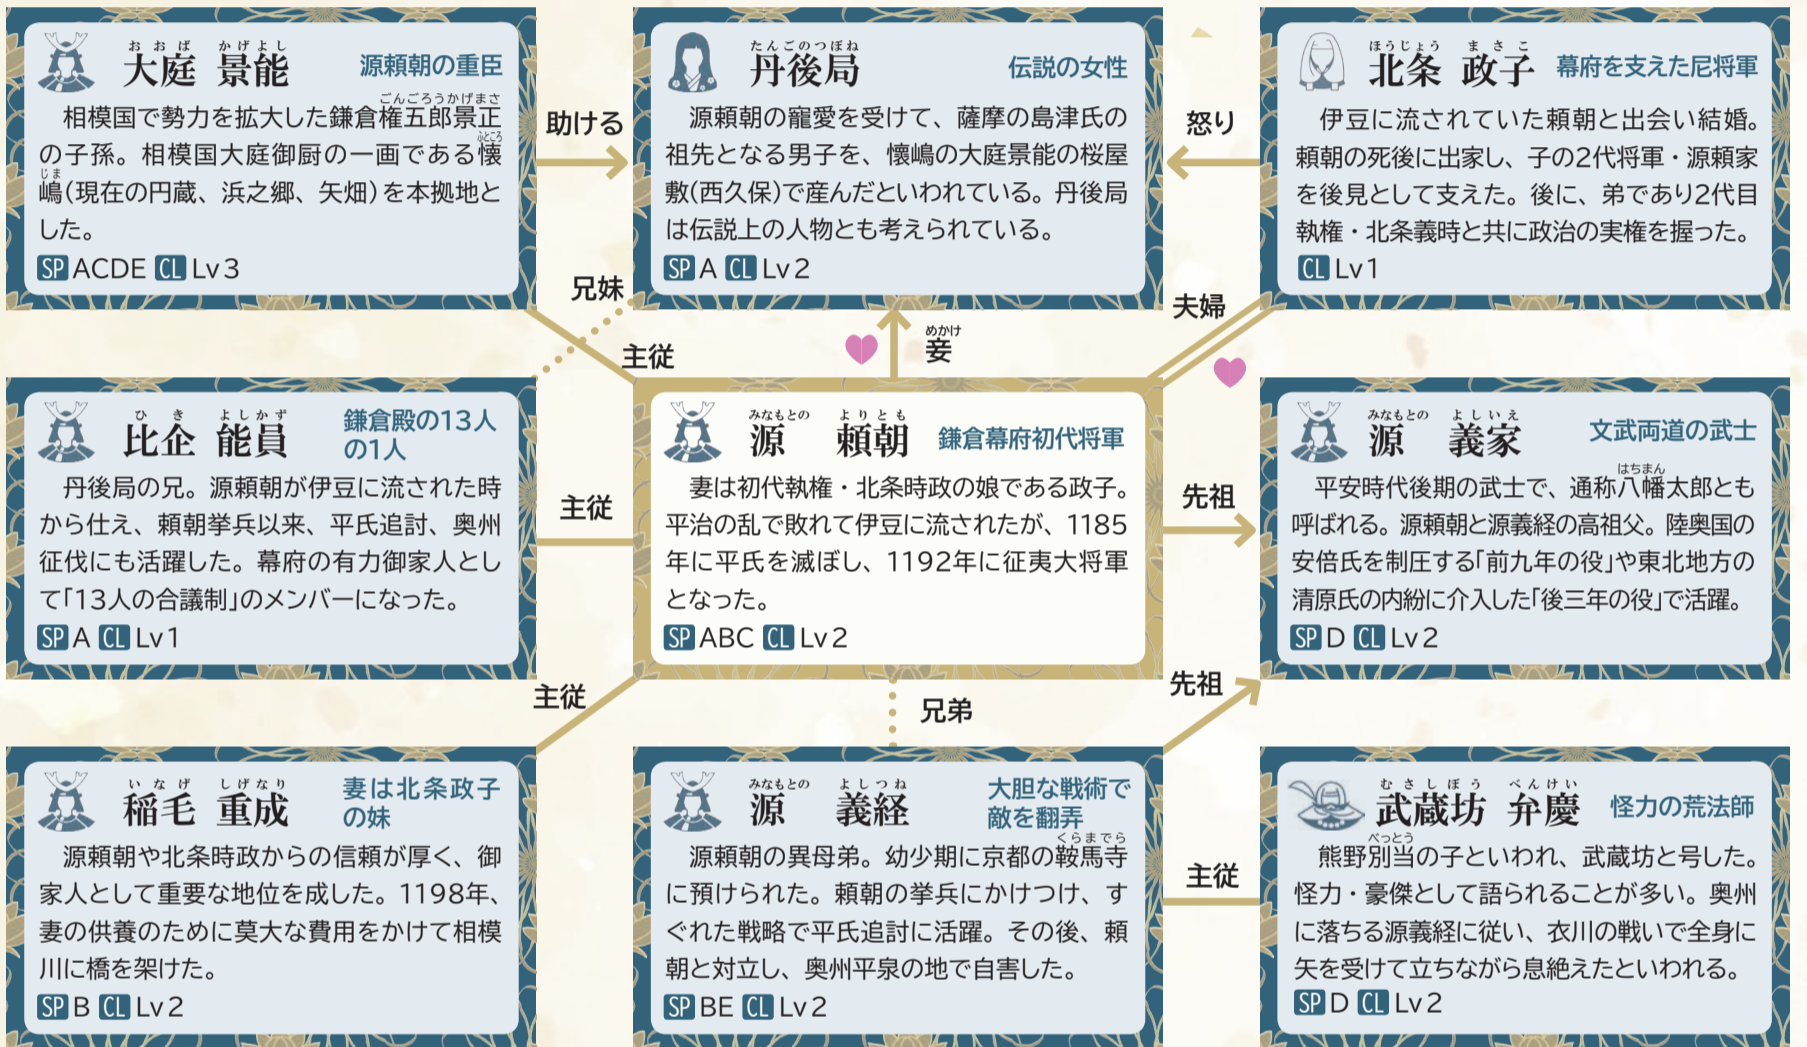 おおば かげよし
大庭 景能 源頼朝の重臣
ごんごろうかげまさ
相模国で勢力を拡大した鎌倉権五郎景正
ふところ
の子孫。相模国大庭御厨の一画である懐
じま
嶋(現在の円蔵、浜之郷、矢畑)を本拠地と
した。
SP ACDE CL Lv3
助ける
たんごのつぼね
丹後局 伝説の女性
源頼朝の寵愛を受けて、薩摩の島津氏の
祖先となる男子を、懐嶋の大庭景能の桜屋
敷(西久保)で産んだといわれている。丹後局
は伝説上の人物とも考えられている。
SP A CL Lv2
怒り
ほうじょう まさこ
北条 政子 幕府を支えた尼将軍
伊豆に流されていた頼朝と出会い結婚。
頼朝の死後に出家し、子の2代将軍・源頼家
を後見として支えた。後に、弟であり2代目
執権・北条義時と共に政治の実権を握った。
CL Lv1
兄妹
主従
めかけ
妾
夫婦
ひき よしかず
比企 能員 鎌倉殿の13人
の1人
丹後局の兄。源頼朝が伊豆に流された時
から仕え、頼朝挙兵以来、平氏追討、奥州
征伐にも活躍した。幕府の有力御家人とし
て「13人の合議制」のメンバーになった。
SP A CL Lv1
主従
みなもとの よりとも
源 頼朝 鎌倉幕府初代将軍
妻は初代執権・北条時政の娘である政子。
平治の乱で敗れて伊豆に流されたが、1185
年に平氏を滅ぼし、1192年に征夷大将軍
となった。
SP ABC CL Lv2
先祖
みなもとの よしいえ
源 義家 文武両道の武士
はちまん
平安時代後期の武士で、通称八幡太郎とも
呼ばれる。源頼朝と源義経の高祖父。陸奥国の
安倍氏を制圧する「前九年の役」や東北地方の
清原氏の内紛に介入した「後三年の役」で活躍。
SP D CL Lv2
主従
兄弟
先祖
いなげ しげなり
稲毛 重成 妻は北条政子
の妹
源頼朝や北条時政からの信頼が厚く、御
家人として重要な地位を成した。1198年、
妻の供養のために莫大な費用をかけて相模
川に橋を架けた。
SP B CL Lv2
みなもとの よしつね
源 義経 大胆な戦術で
敵を翻弄
くらまでら
源頼朝の異母弟。幼少期に京都の鞍馬寺
に預けられた。頼朝の挙兵にかけつけ、す
ぐれた戦略で平氏追討に活躍。その後、頼
朝と対立し、奥州平泉の地で自害した。
SP BE CL Lv2
主従
むさしぼう べんけい
武蔵坊 弁慶 怪力の荒法師
べっとう
熊野別当の子といわれ、武蔵坊と号した。
怪力・豪傑として語られることが多い。奥州
に落ちる源義経に従い、衣川の戦いで全身に
矢を受けて立ちながら息絶えたといわれる。
SP D CL Lv2